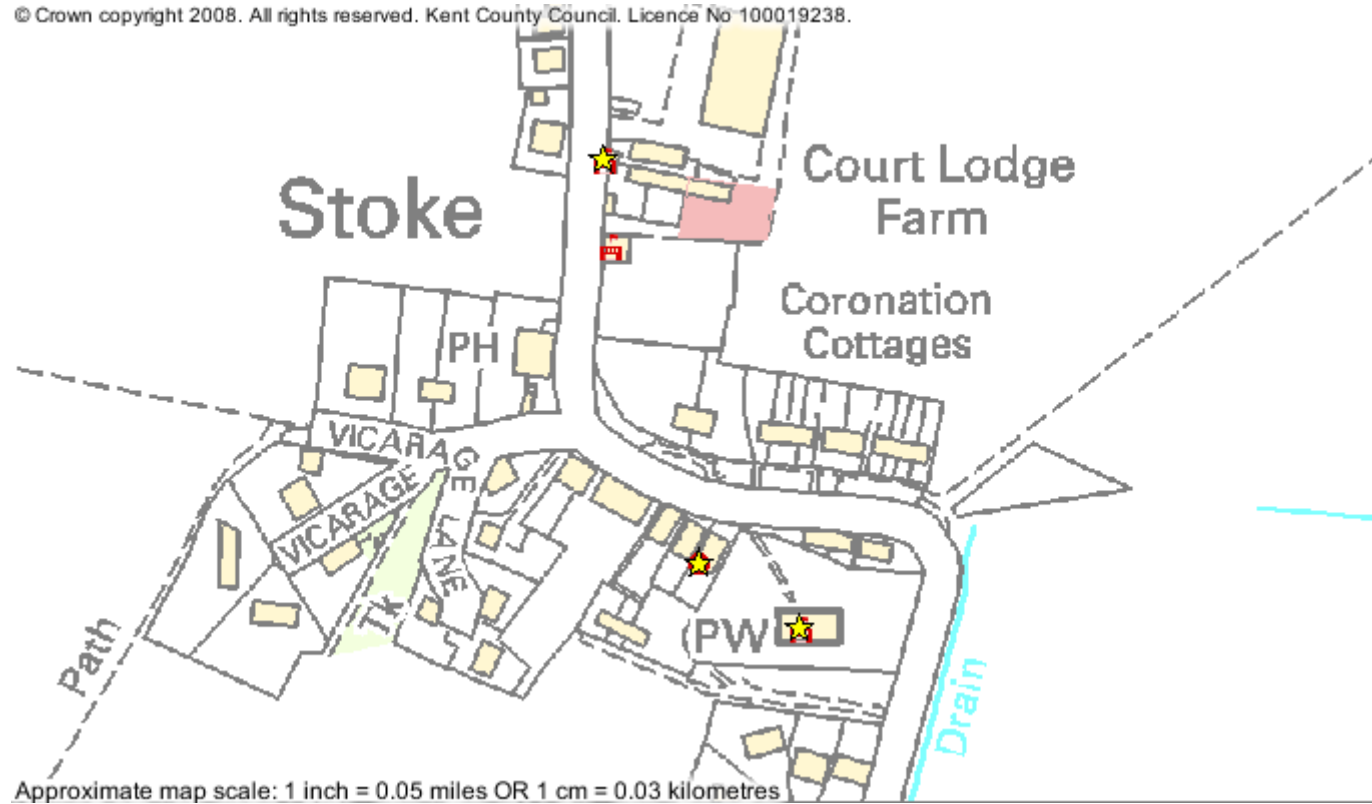 © Crown copyright 2008. All rights reserved. Kent County Council. Licence No 100019238.
Court Lodge
Farm
Stoke
Coronation
Cottages
PH
VICARAGE LANE
VICARAGE
Tk
(PW
Path
Drain
Approximate map scale: 1 inch = 0.05 miles OR 1 cm = 0.03 kilometres